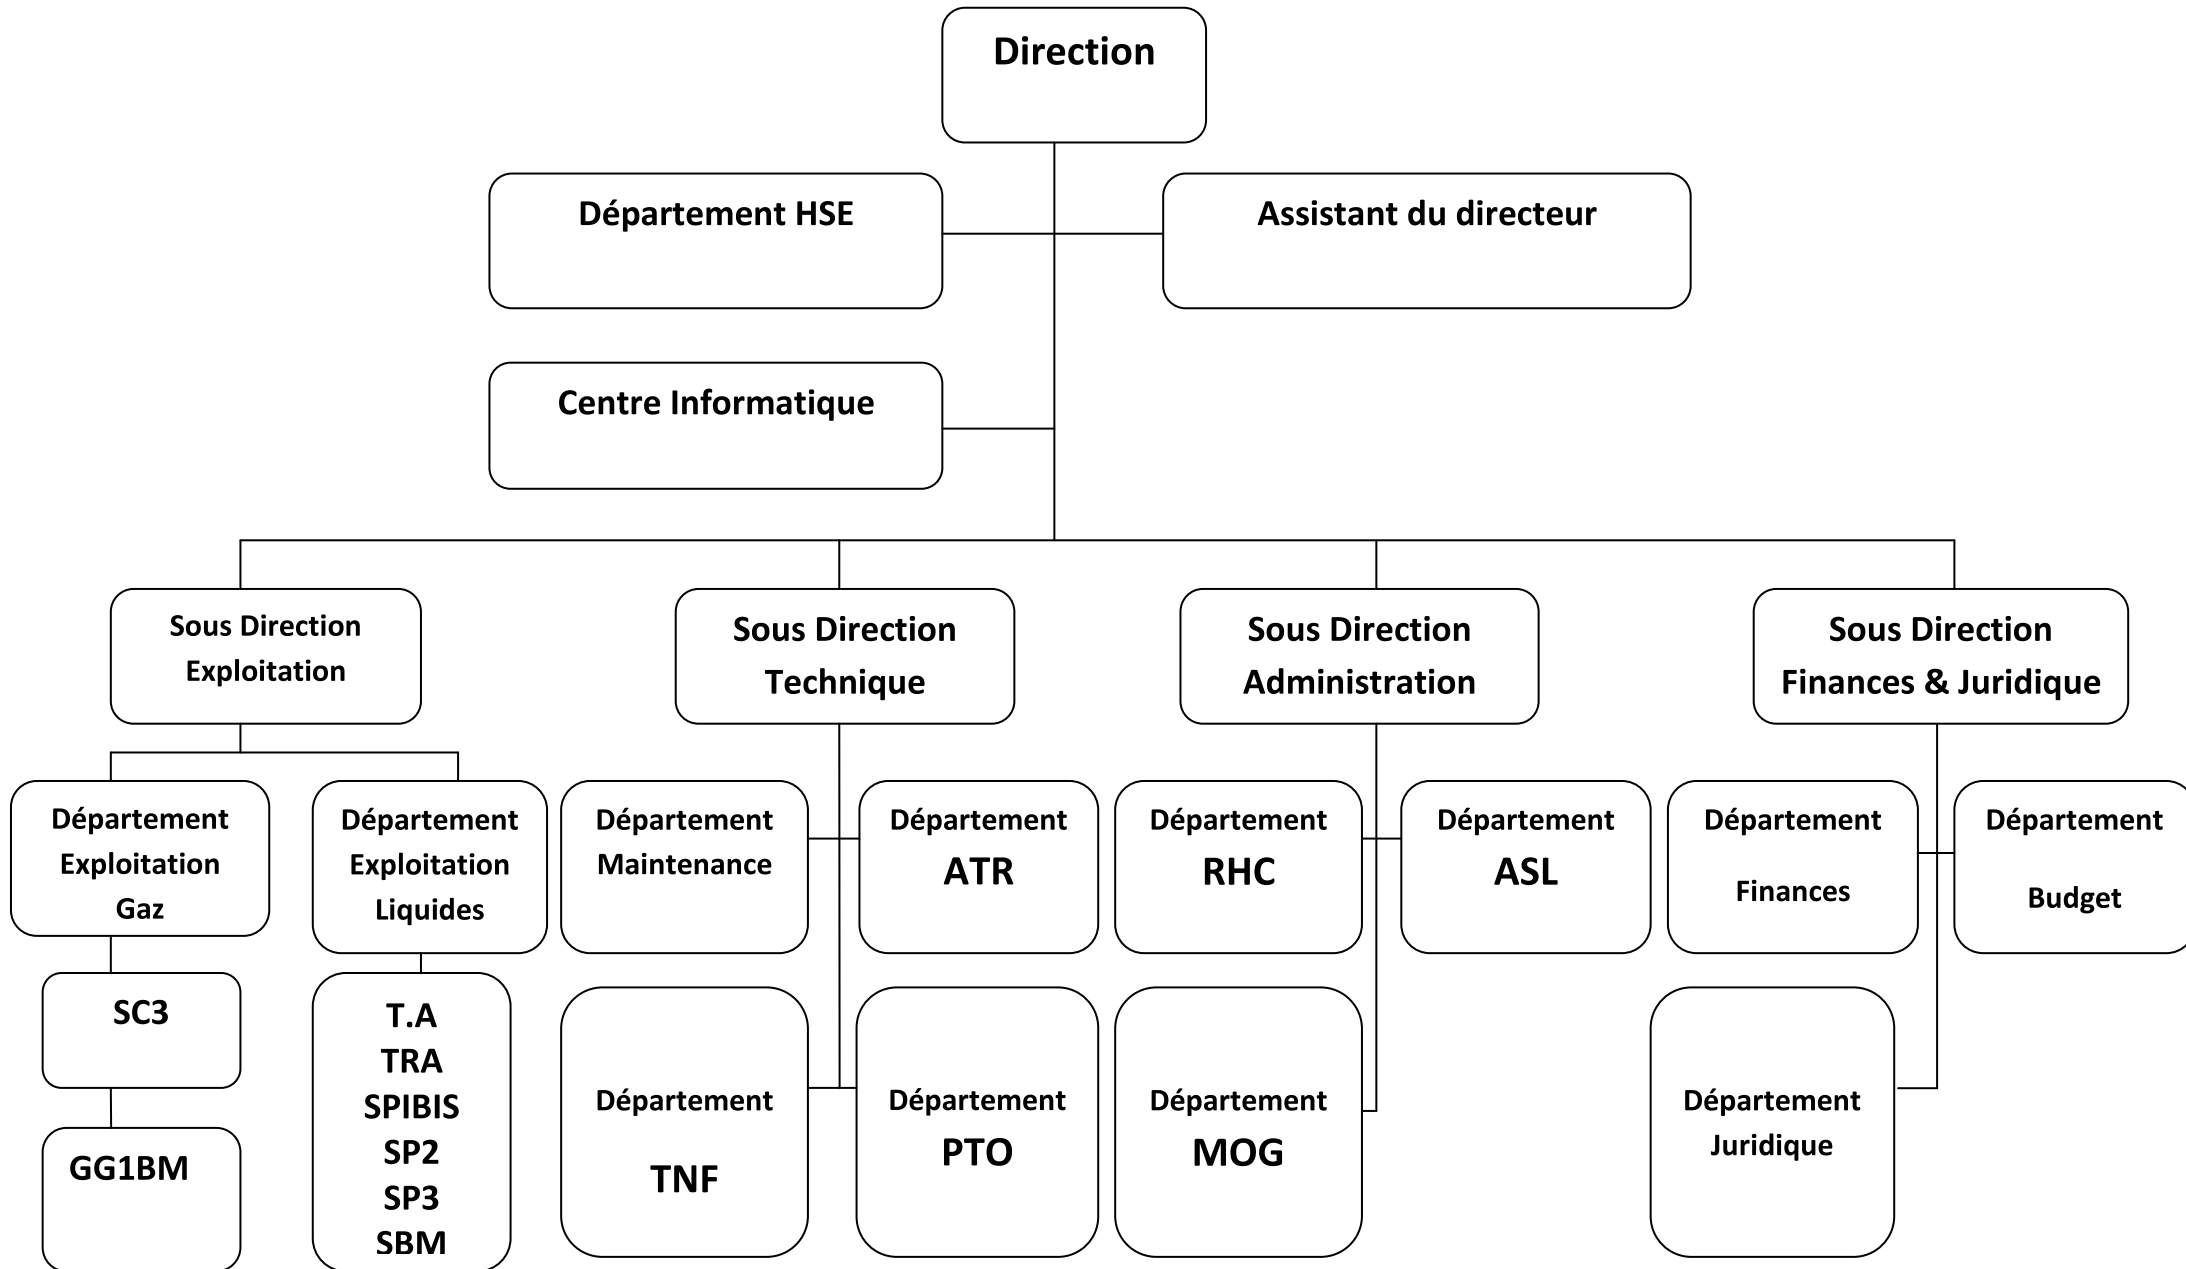 Direction
Département HSE
Assistant du directeur
Centre Informatique
Sous Direction
Exploitation
Sous Direction
Technique
Sous Direction
Administration
Sous Direction
Finances & Juridique
Département
Exploitation
Gaz
Département
Exploitation
Liquides
Département
Maintenance
Département
ATR
Département
RHC
Département
ASL
Département
Finances
Département
Budget
SC3
GG1BM
T.A
TRA
SPIBIS
SP2
SP3
SBM
Département
TNF
Département
PTO
Département
MOG
Département
Juridique